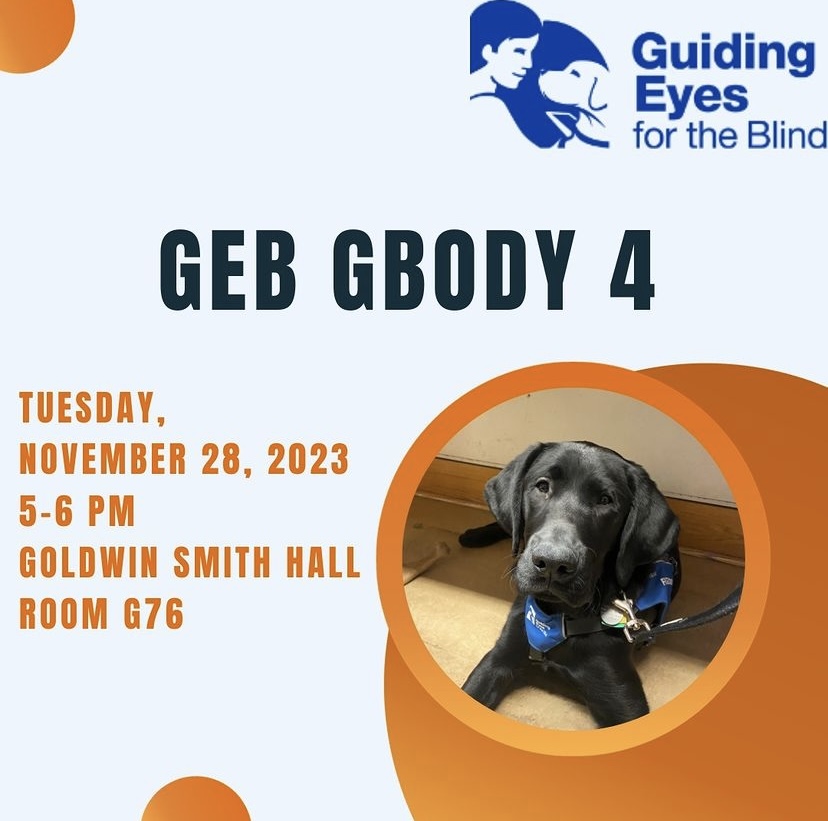 Guiding
Eyes
for the Blind
GEB GBODY 4
TUESDAY,
NOVEMBER 28, 2023
5-6 PM
GOLDWIN SMITH HALL
ROOM G76